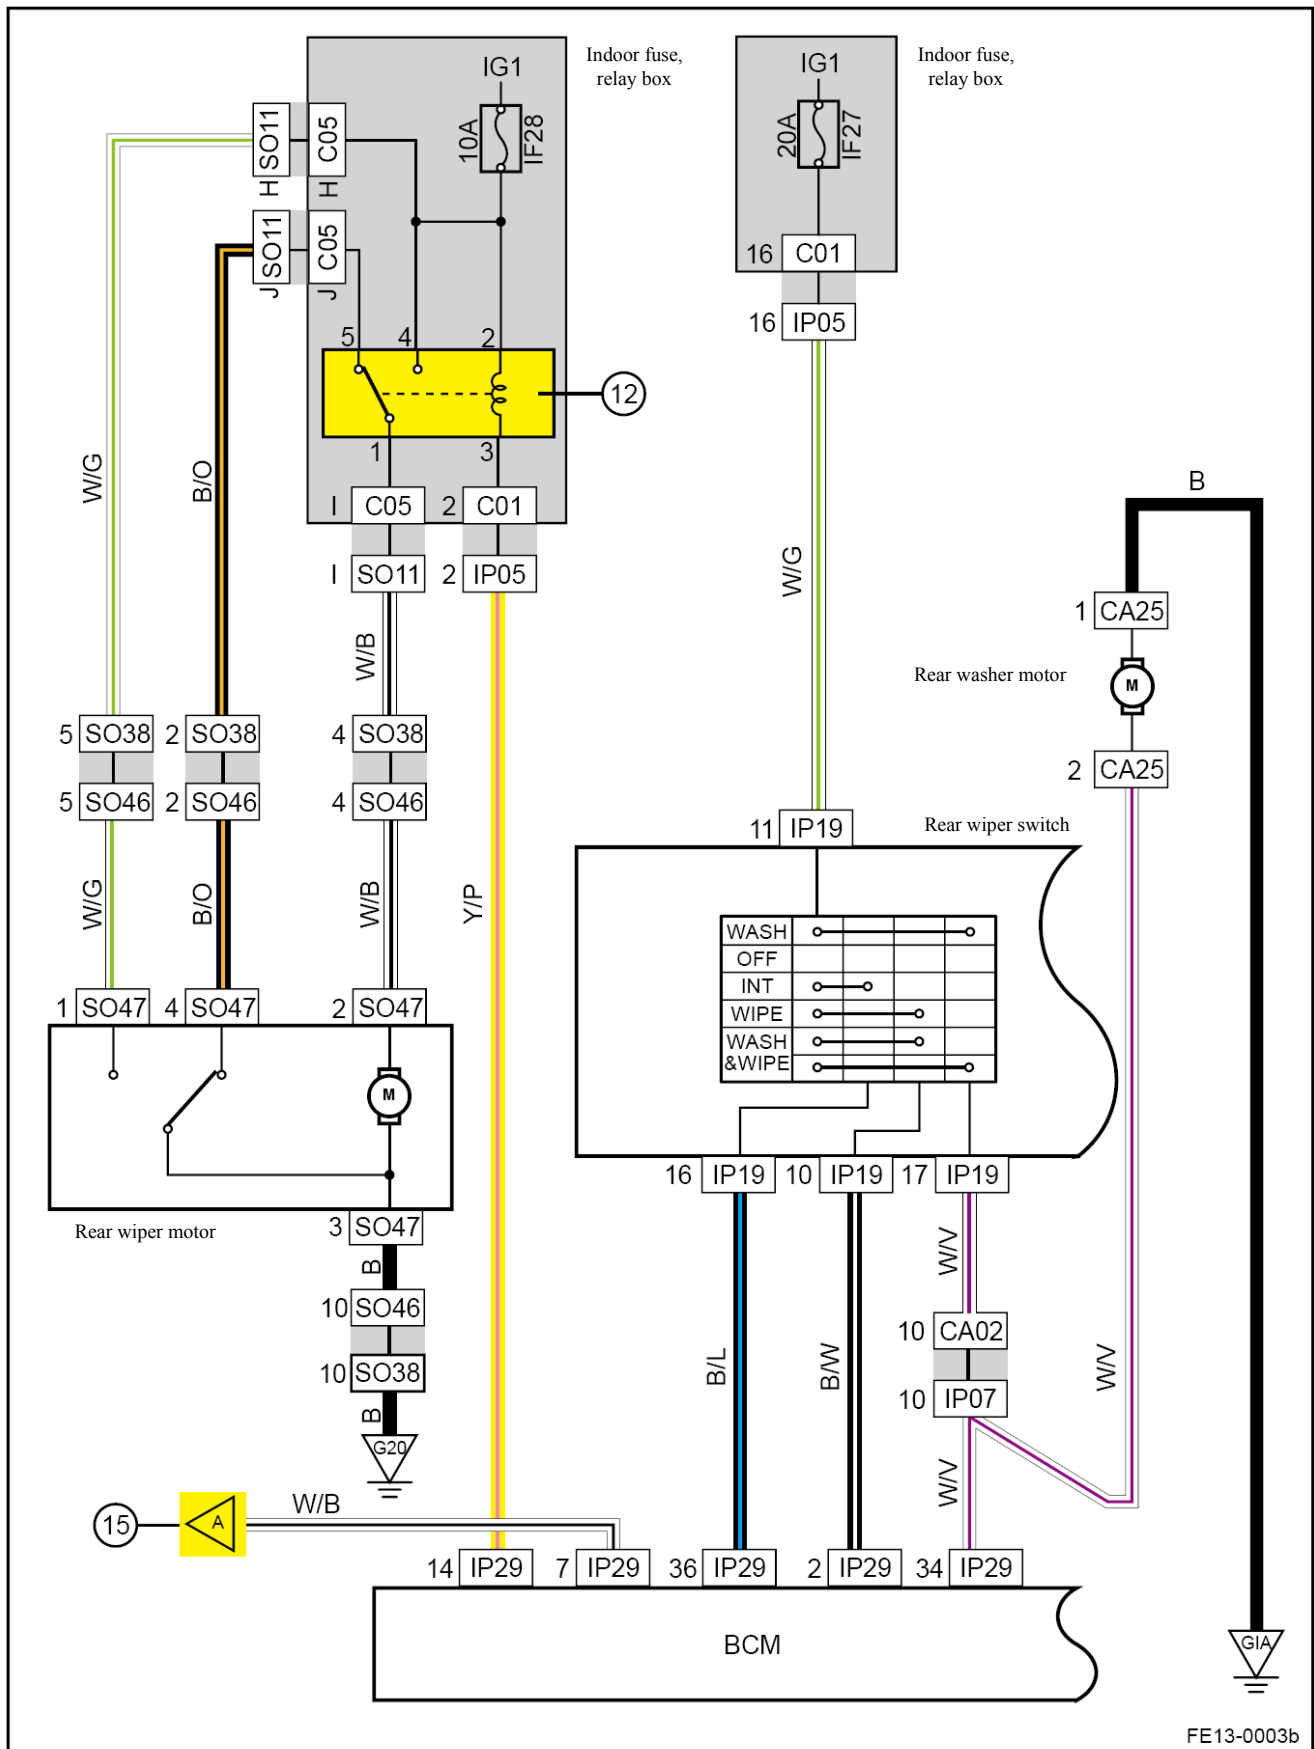 Indoor fuse,
relay box
Indoor fuse,
relay box
IG1
IG1
10A
IF28
20A
IF27
SO11
C05
H
H
SO11
C05
J
J
16 C01
16 IP05
5
4
2
12
1
3
I C05
2 C01
I SO11
2 IP05
W/G
B/O
W/B
W/G
B
1 CA25
Rear washer motor
M
2 CA25
5 SO38
2 SO38
4 SO38
5 SO46
2 SO46
4 SO46
11 IP19
Rear wiper switch
W/G
B/O
W/B
Y/P
WASH
OFF
INT
WIPE
WASH
&WIPE
1 SO47
4 SO47
2 SO47
M
16 IP19
10 IP19
17 IP19
Rear wiper motor
3 SO47
B
10 SO46
10 SO38
B
G20
W/V
10 CA02
10 IP07
B/L
B/W
W/V
W/V
15
A
W/B
14 IP29
7 IP29
36 IP29
2 IP29
34 IP29
BCM
GIA
FE13-0003b